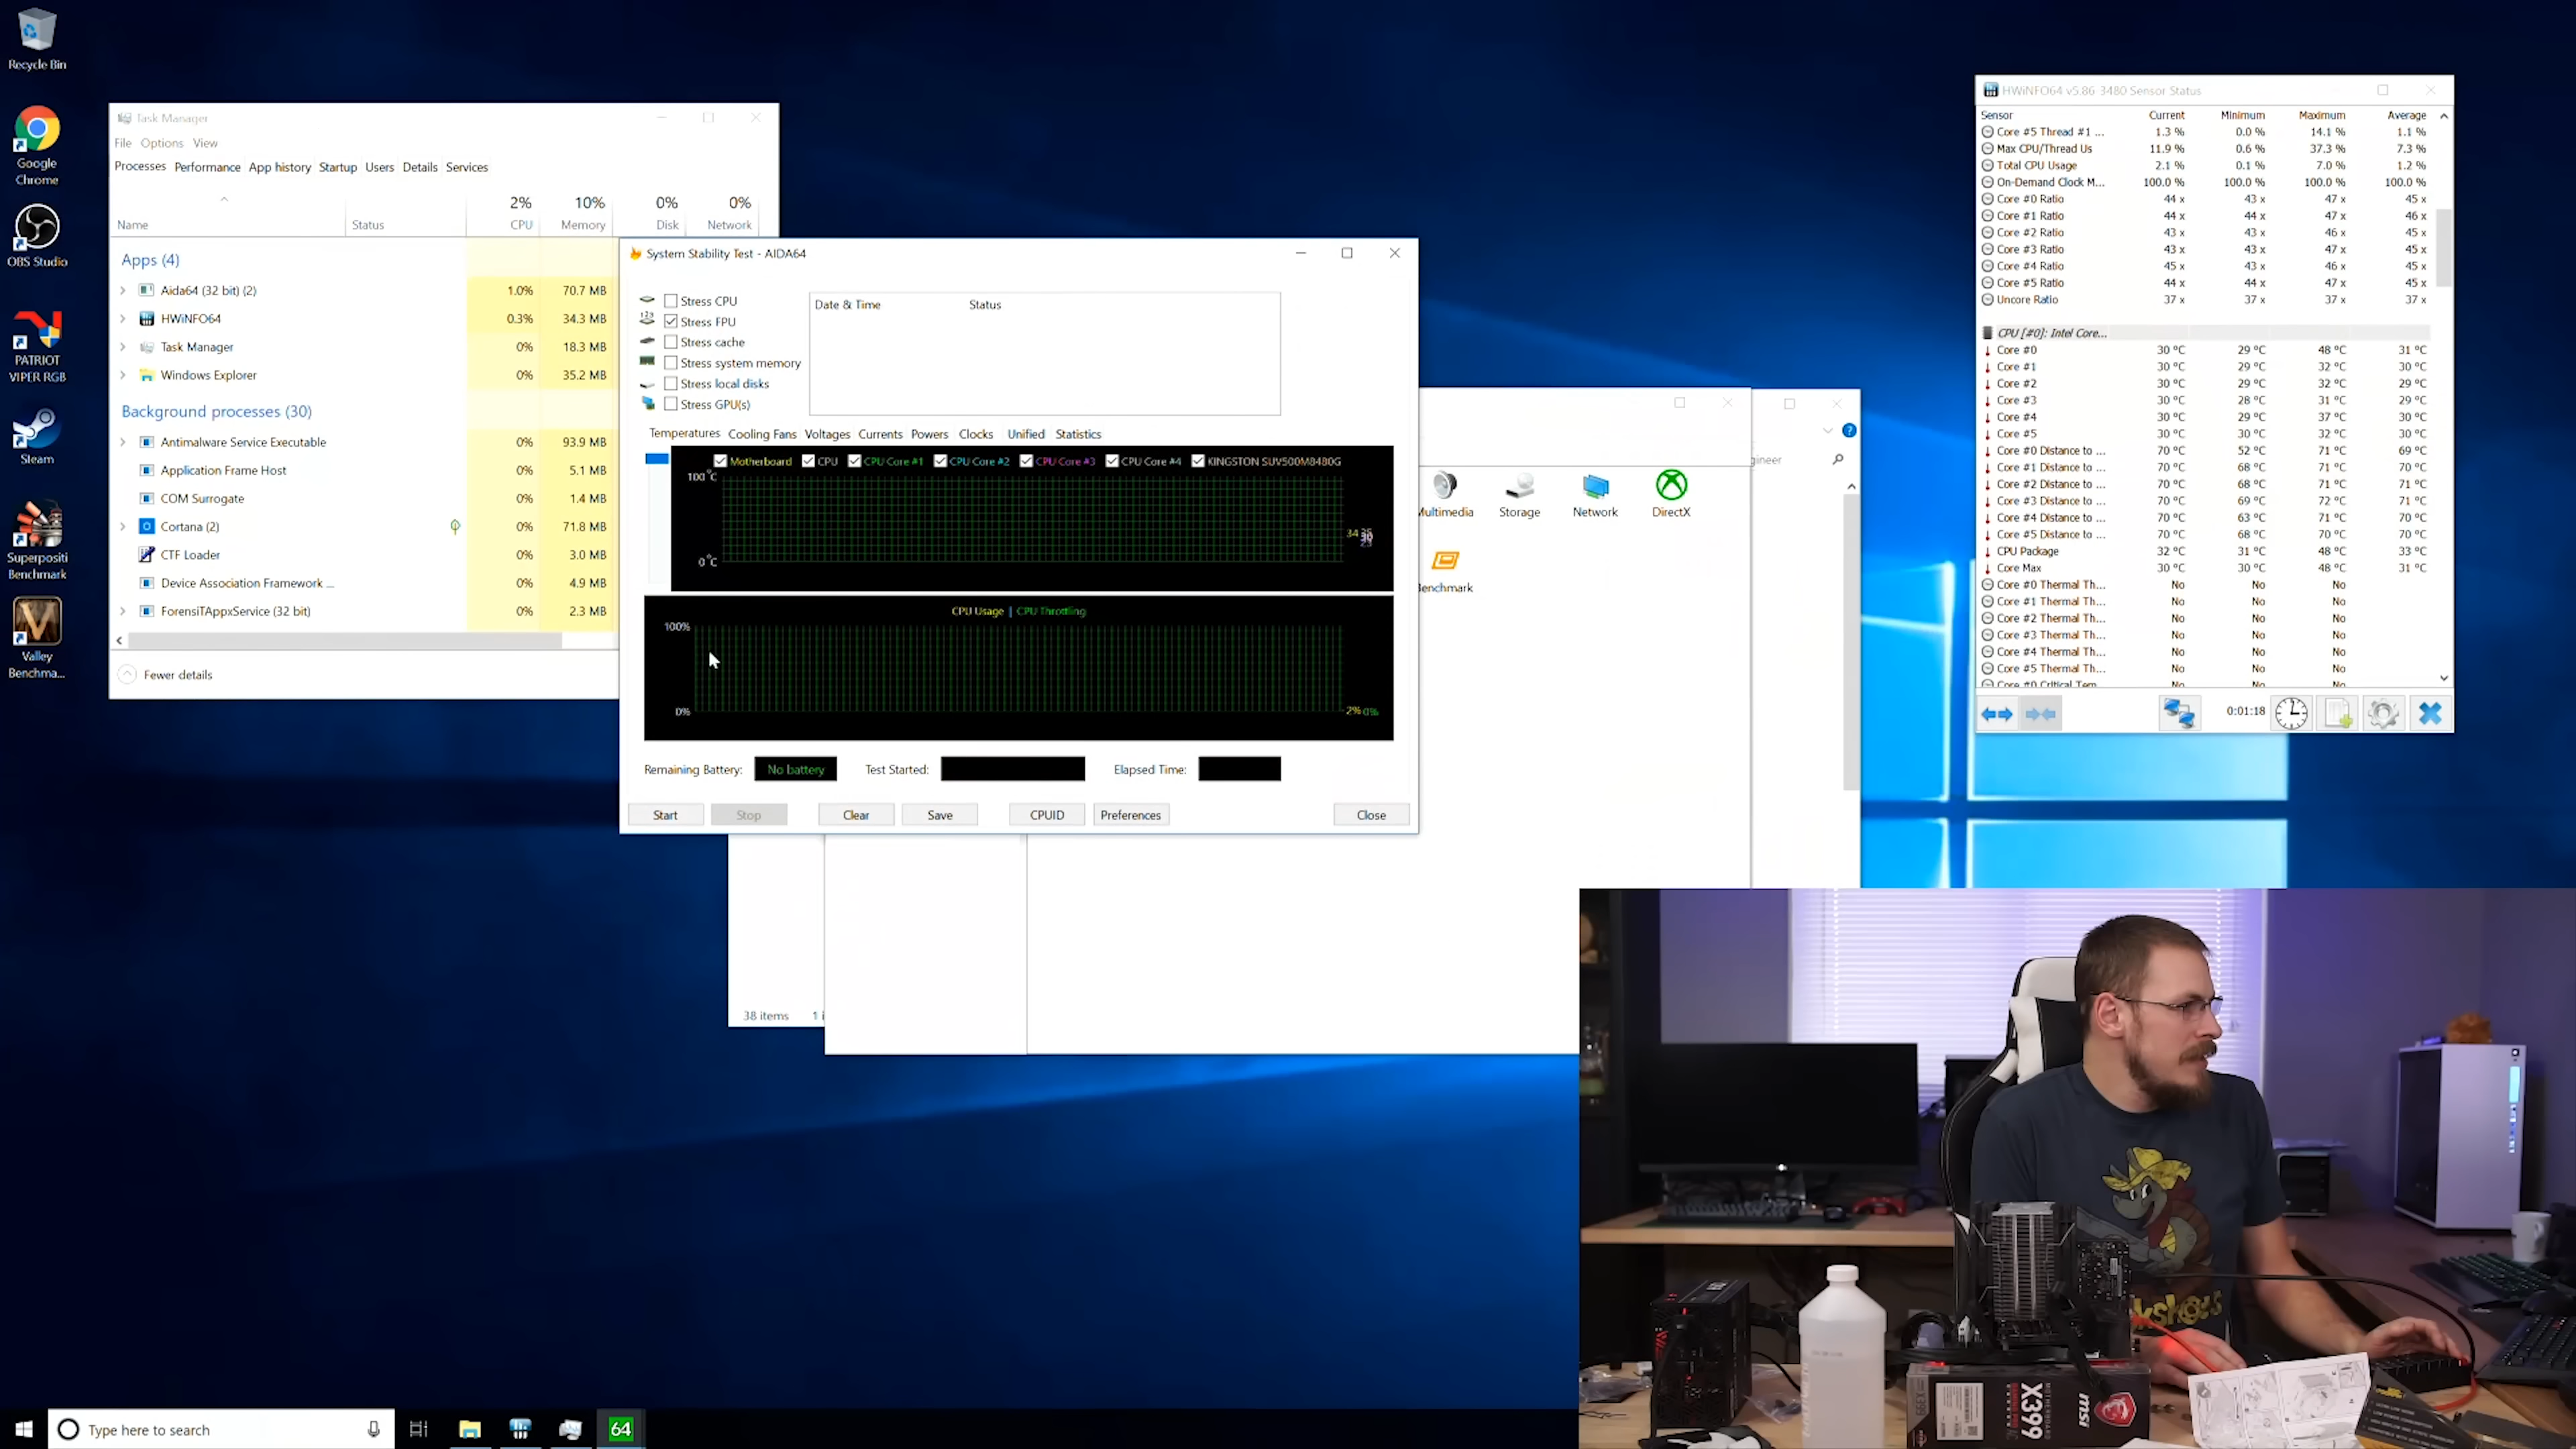 Recycle Bin
Google
Chrome
OBS Studio
PATRIOT
VIPER RGB
Steam
Superpositi
Benchmark
Valley
Benchma...
Task Manager
File Options View
Processes Performance App history Startup Users Details Services
2% 10% 0% 0%
Name Status CPU Memory Disk Network
Apps (4)
Aida64 (32 bit) (2) 1.0% 70.7 MB
HWiNFO64 0.3% 34.3 MB
Task Manager 0% 18.3 MB
Windows Explorer 0% 35.2 MB
Background processes (30)
Antimalware Service Executable 0% 93.9 MB
Application Frame Host 0% 5.1 MB
COM Surrogate 0% 1.4 MB
Cortana (2) 0% 71.8 MB
CTF Loader 0% 3.0 MB
Device Association Framework ... 0% 4.9 MB
ForensiTAppxService (32 bit) 0% 2.3 MB
Fewer details
System Stability Test - AIDA64
Stress CPU
Stress FPU
Stress cache
Stress system memory
Stress local disks
Stress GPU(s)
Date & Time Status
Temperatures Cooling Fans Voltages Currents Powers Clocks Unified Statistics
Motherboard CPU CPU Core #1 CPU Core #2 CPU Core #3 CPU Core #4 KINGSTON SUV500M8480G
100°C
34
0°C
CPU Usage | CPU Throttling
100%
0% 2% 0%
Remaining Battery: No battery Test Started: Elapsed Time:
Start Stop Clear Save CPUID Preferences Close
gineer
Multimedia Storage Network DirectX
Benchmark
38 items 1 i
HWiNFO64 v5.86-3480 Sensor Status
Sensor Current Minimum Maximum Average
Core #5 Thread #1 ... 1.3 % 0.0 % 14.1 % 1.1 %
Max CPU/Thread Us 11.9 % 0.6 % 37.3 % 7.3 %
Total CPU Usage 2.1 % 0.1 % 7.0 % 1.2 %
On-Demand Clock M... 100.0 % 100.0 % 100.0 % 100.0 %
Core #0 Ratio 44 x 43 x 47 x 45 x
Core #1 Ratio 44 x 44 x 47 x 46 x
Core #2 Ratio 43 x 43 x 46 x 45 x
Core #3 Ratio 43 x 43 x 47 x 45 x
Core #4 Ratio 45 x 43 x 46 x 45 x
Core #5 Ratio 44 x 44 x 47 x 45 x
Uncore Ratio 37 x 37 x 37 x 37 x
CPU [#0]: Intel Core...
Core #0 30 °C 29 °C 48 °C 31 °C
Core #1 30 °C 29 °C 32 °C 30 °C
Core #2 30 °C 29 °C 32 °C 29 °C
Core #3 30 °C 28 °C 31 °C 29 °C
Core #4 30 °C 29 °C 37 °C 30 °C
Core #5 30 °C 30 °C 32 °C 30 °C
Core #0 Distance to ... 70 °C 52 °C 71 °C 69 °C
Core #1 Distance to ... 70 °C 68 °C 71 °C 70 °C
Core #2 Distance to ... 70 °C 68 °C 71 °C 71 °C
Core #3 Distance to ... 70 °C 69 °C 72 °C 71 °C
Core #4 Distance to ... 70 °C 63 °C 71 °C 70 °C
Core #5 Distance to ... 70 °C 68 °C 70 °C 70 °C
CPU Package 32 °C 31 °C 48 °C 33 °C
Core Max 30 °C 30 °C 48 °C 31 °C
Core #0 Thermal Th... No No No
Core #1 Thermal Th... No No No
Core #2 Thermal Th... No No No
Core #3 Thermal Th... No No No
Core #4 Thermal Th... No No No
Core #5 Thermal Th... No No No
Core #0 Critical Tem No No No
0:01:18
X399
MOTHERBOARD
msi
Type here to search
64